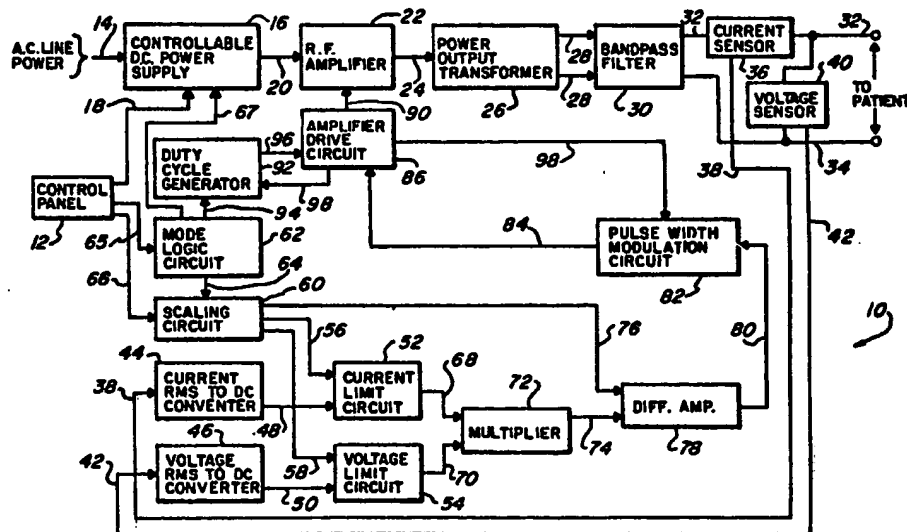 14
16
22
32
CURRENT
SENSOR
32
A.C. LINE
POWER
CONTROLLABLE
D.C. POWER
SUPPLY
R.F.
AMPLIFIER
POWER
OUTPUT
TRANSFORMER
28
BANDPASS
FILTER
36
40
20
24
28
VOLTAGE
SENSOR
TO
PATIENT
18
67
90
26
30
96
AMPLIFIER
DRIVE
CIRCUIT
DUTY
CYCLE
GENERATOR
92
98
34
86
38
CONTROL
PANEL
98
94
84
42
12
65
MODE
LOGIC
CIRCUIT
62
PULSE WIDTH
MODULATION
CIRCUIT
66
64
60
82
SCALING
CIRCUIT
56
76
80
10
44
52
68
38
CURRENT
RMS TO DC
CONVERTER
CURRENT
LIMIT
CIRCUIT
72
48
MULTIPLIER
DIFF. AMP.
46
74
78
42
VOLTAGE
RMS TO DC
CONVERTER
58
VOLTAGE
LIMIT
CIRCUIT
70
50
54